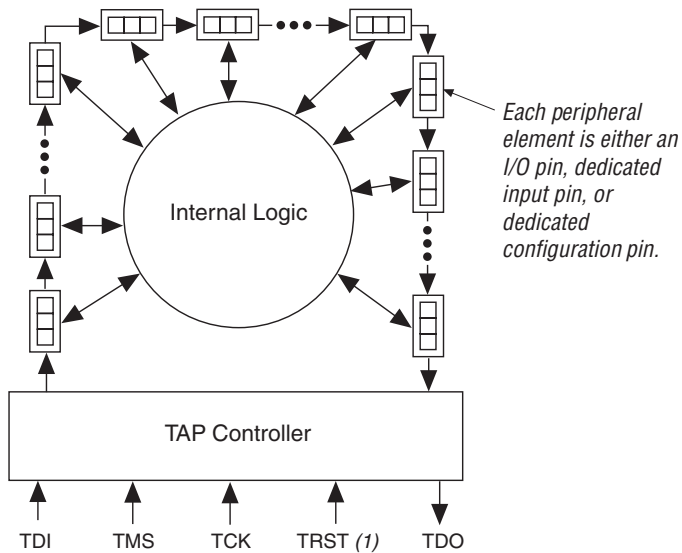 Each peripheral
element is either an
I/O pin, dedicated
input pin, or
dedicated
configuration pin.
Internal Logic
TAP Controller
TDI TMS TCK TRST (1) TDO